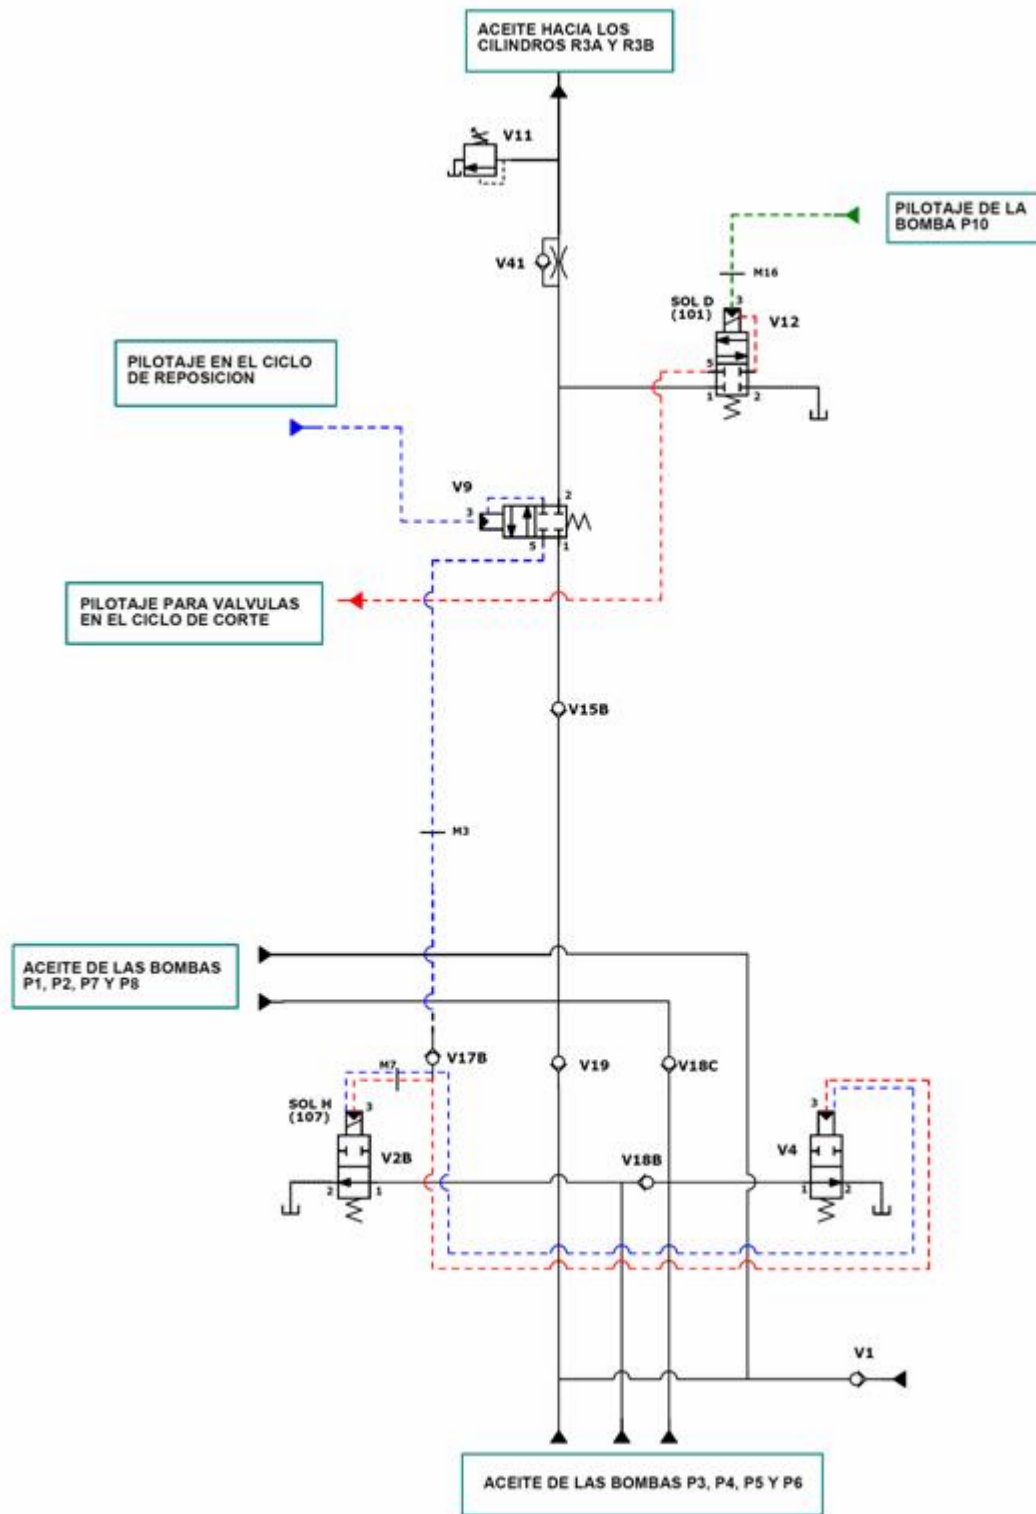 ACEITE HACIA LOS
CILINDROS R3A Y R3B
V11
PILOTAJE DE LA
BOMBA P10
V41
M16
SOL D
(101)
3
V12
5
1
2
PILOTAJE EN EL CICLO
DE REPOSICION
V9
2
3
5
1
PILOTAJE PARA VALVULAS
EN EL CICLO DE CORTE
V15B
M3
ACEITE DE LAS BOMBAS
P1, P2, P7 Y P8
V17B
V19
V18C
M7
SOL H
(107)
3
3
V2B
V18B
V4
2
1
1
2
V1
ACEITE DE LAS BOMBAS P3, P4, P5 Y P6